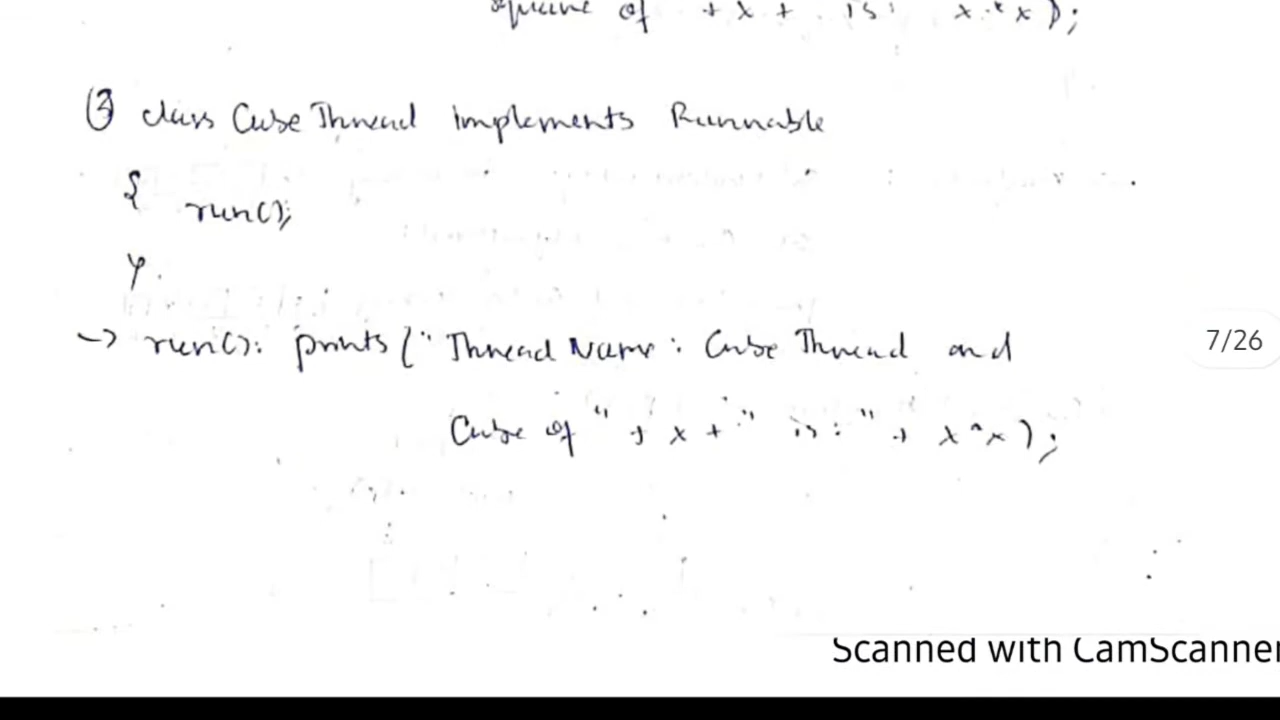 square of + x + is: x * x);
③ class CubeThread implements Runnable
{ run();
}.
-> run(): prints ("Thread Name: Cube Thread and
Cube of " + x + " is: " + x * x);
7/26
Scanned with CamScanner